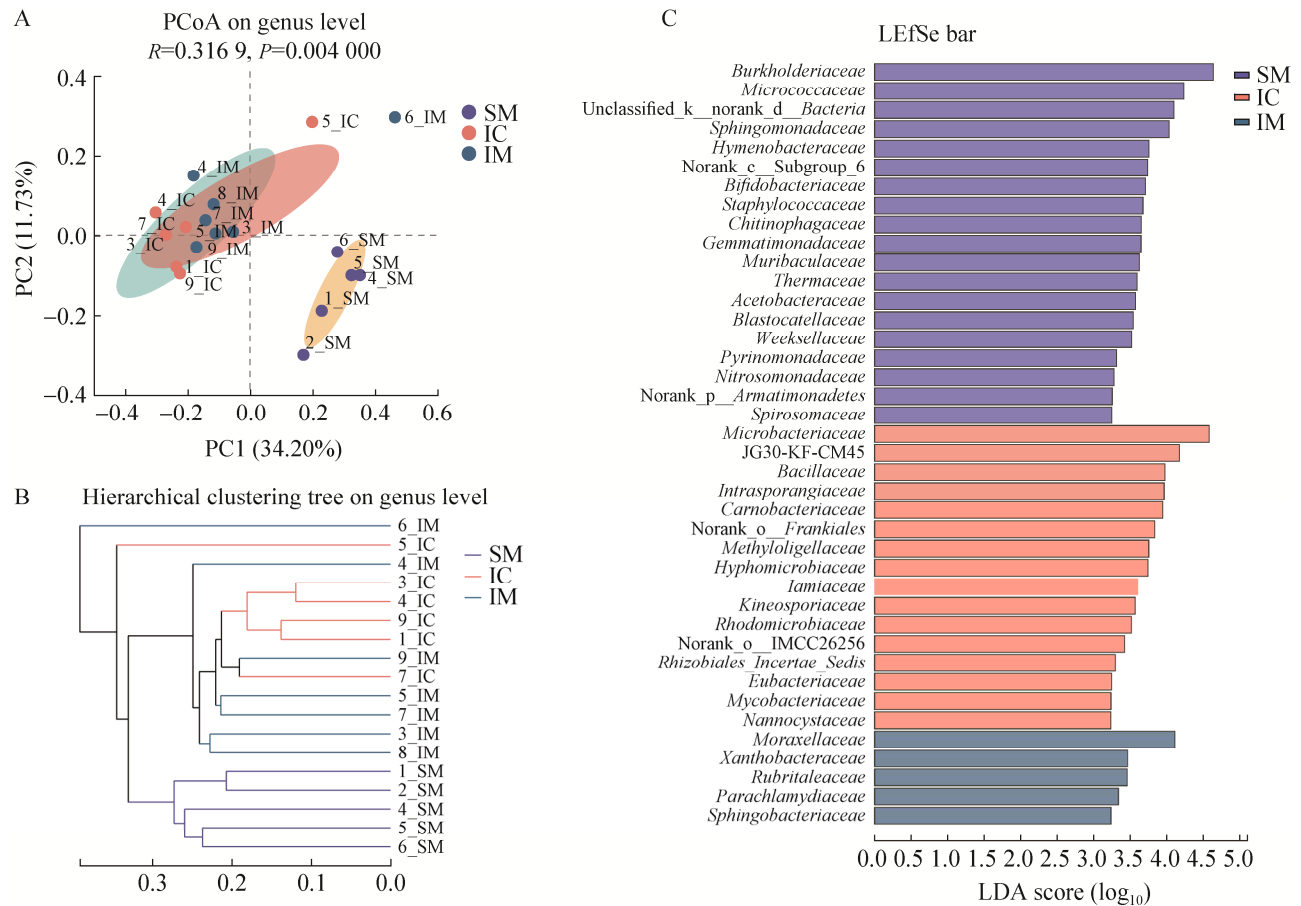 A
PCoA on genus level
R=0.316 9, P=0.004 000
0.4
0.2
0.0
−0.2
−0.4
−0.4
−0.2
0.0
0.2
0.4
0.6
PC2 (11.73%)
PC1 (34.20%)
5_IC
6_IM
4_IM
4_IC
8_IM
7_IC
7_IM
5_IM
3_IM
3_IC
9_IM
1_IC
9_IC
6_SM
5_SM
4_SM
1_SM
2_SM
SM
IC
IM
B
Hierarchical clustering tree on genus level
6_IM
5_IC
4_IM
3_IC
4_IC
9_IC
1_IC
9_IM
7_IC
5_IM
7_IM
3_IM
8_IM
1_SM
2_SM
4_SM
5_SM
6_SM
SM
IC
IM
0.3
0.2
0.1
0.0
C
LEfSe bar
Burkholderiaceae
Micrococcaceae
Unclassified_k__norank_d__Bacteria
Sphingomonadaceae
Hymenobacteraceae
Norank_c__Subgroup_6
Bifidobacteriaceae
Staphylococcaceae
Chitinophagaceae
Gemmatimonadaceae
Muribaculaceae
Thermaceae
Acetobacteraceae
Blastocatellaceae
Weeksellaceae
Pyrinomonadaceae
Nitrosomonadaceae
Norank_p__Armatimonadetes
Spirosomaceae
Microbacteriaceae
JG30-KF-CM45
Bacillaceae
Intrasporangiaceae
Carnobacteriaceae
Norank_o__Frankiales
Methyloligellaceae
Hyphomicrobiaceae
Iamiaceae
Kineosporiaceae
Rhodomicrobiaceae
Norank_o__IMCC26256
Rhizobiales_Incertae_Sedis
Eubacteriaceae
Mycobacteriaceae
Nannocystaceae
Moraxellaceae
Xanthobacteraceae
Rubritaleaceae
Parachlamydiaceae
Sphingobacteriaceae
SM
IC
IM
0.0 0.5 1.0 1.5 2.0 2.5 3.0 3.5 4.0 4.5 5.0
LDA score (log10)